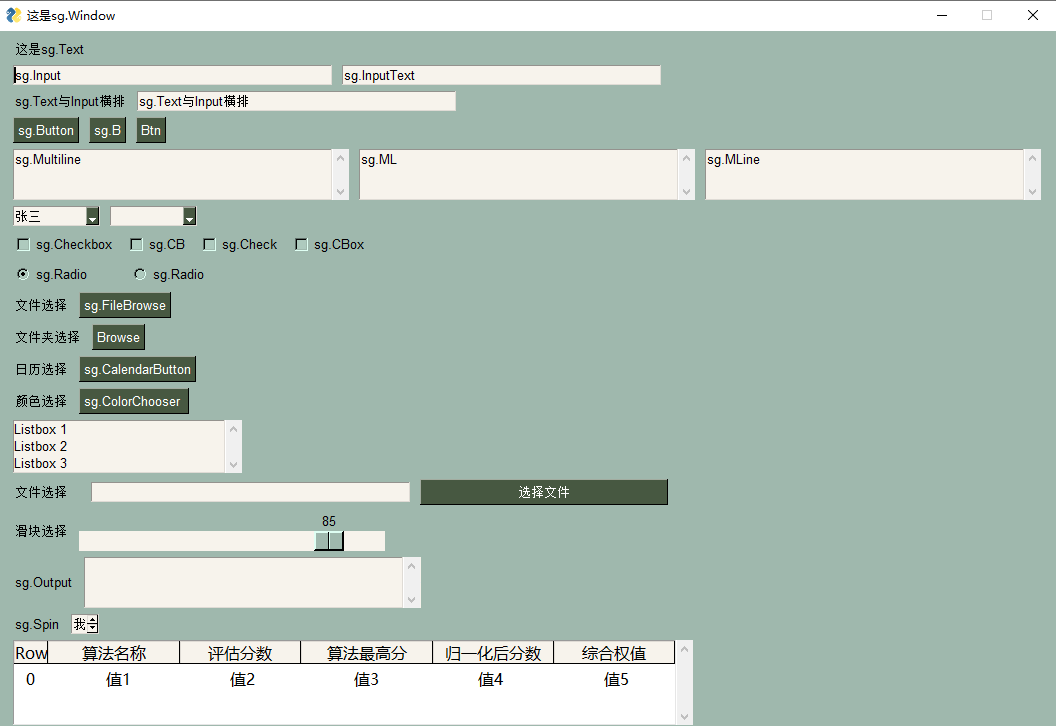 这是sg.Window
这是sg.Text
sg.Input sg.InputText
sg.Text与Input横排 sg.Text与Input横排
sg.Button sg.B Btn
sg.Multiline sg.ML sg.MLine
张三
sg.Checkbox sg.CB sg.Check sg.CBox
sg.Radio sg.Radio
文件选择 sg.FileBrowse
文件夹选择 Browse
日历选择 sg.CalendarButton
颜色选择 sg.ColorChooser
Listbox 1
Listbox 2
Listbox 3
文件选择 选择文件
85
滑块选择
sg.Output
sg.Spin 我
Row 算法名称 评估分数 算法最高分 归一化后分数 综合权值
0 值1 值2 值3 值4 值5